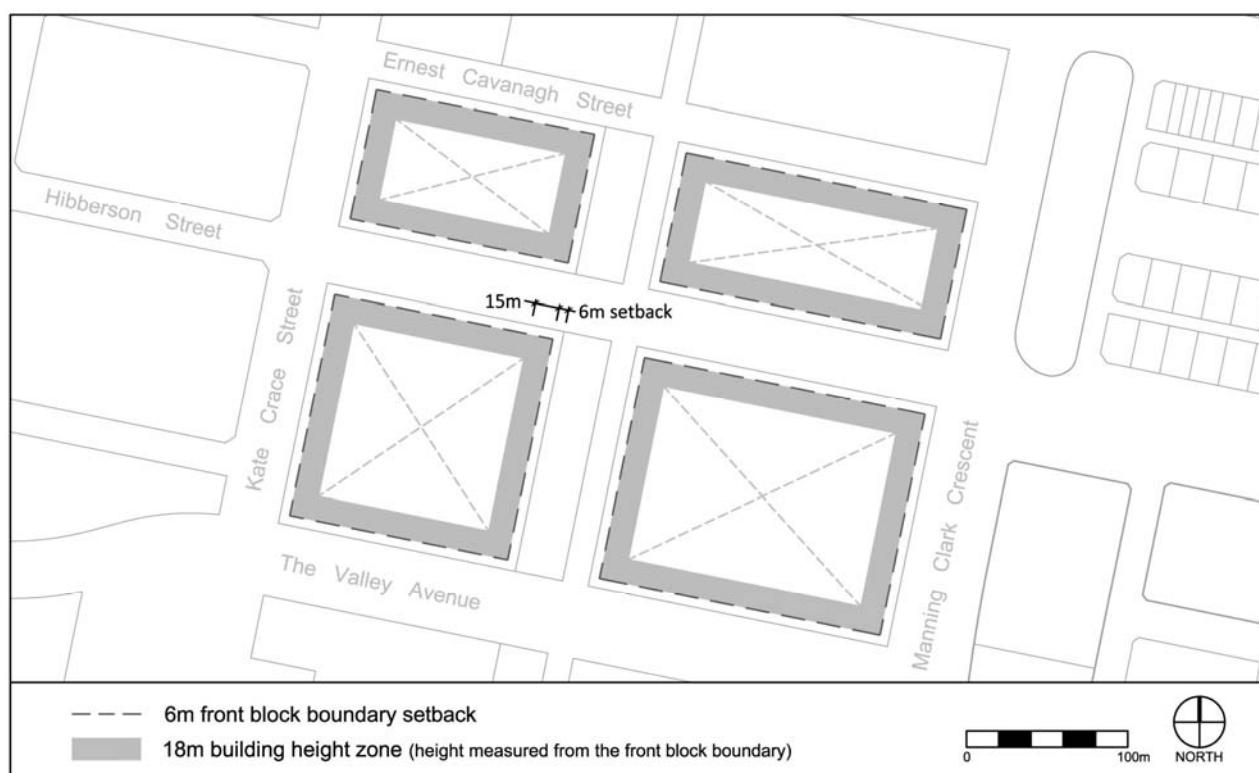 Ernest Cavanagh Street
Hibberson Street
15m
6m setback
Kate Crace Street
The Valley Avenue
Manning Clark Crescent
6m front block boundary setback
18m building height zone (height measured from the front block boundary)
0
100m
NORTH